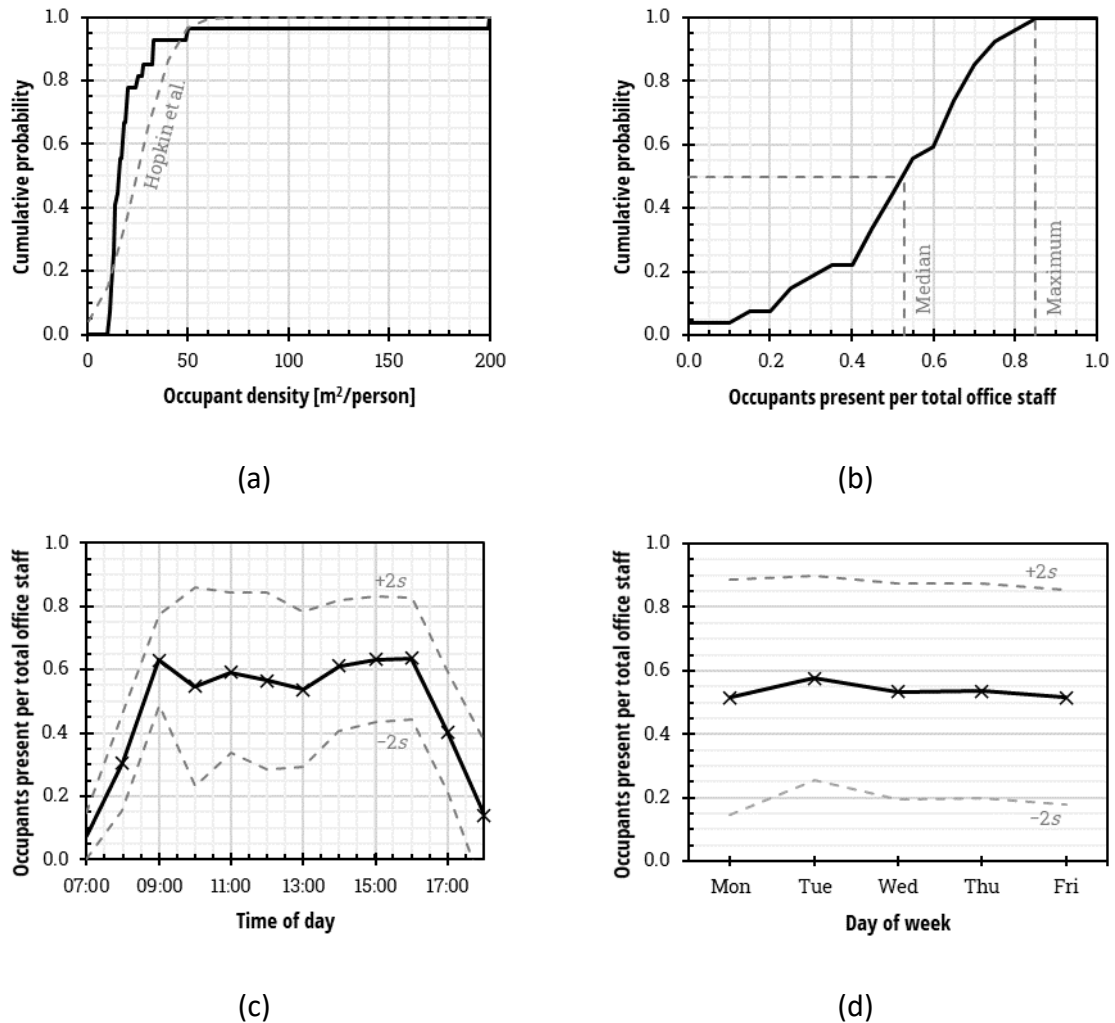 1.0
0.8
0.6
0.4
0.2
0.0
Cumulative probability
Hopkin et al.
0
50
100
150
200
Occupant density [m²/person]
(a)
1.0
0.8
0.6
0.4
0.2
0.0
Cumulative probability
Median
Maximum
0.0
0.2
0.4
0.6
0.8
1.0
Occupants present per total office staff
(b)
1.0
0.8
0.6
0.4
0.2
0.0
Occupants present per total office staff
+2s
−2s
07:00
09:00
11:00
13:00
15:00
17:00
Time of day
(c)
1.0
0.8
0.6
0.4
0.2
0.0
Occupants present per total office staff
+2s
−2s
Mon
Tue
Wed
Thu
Fri
Day of week
(d)